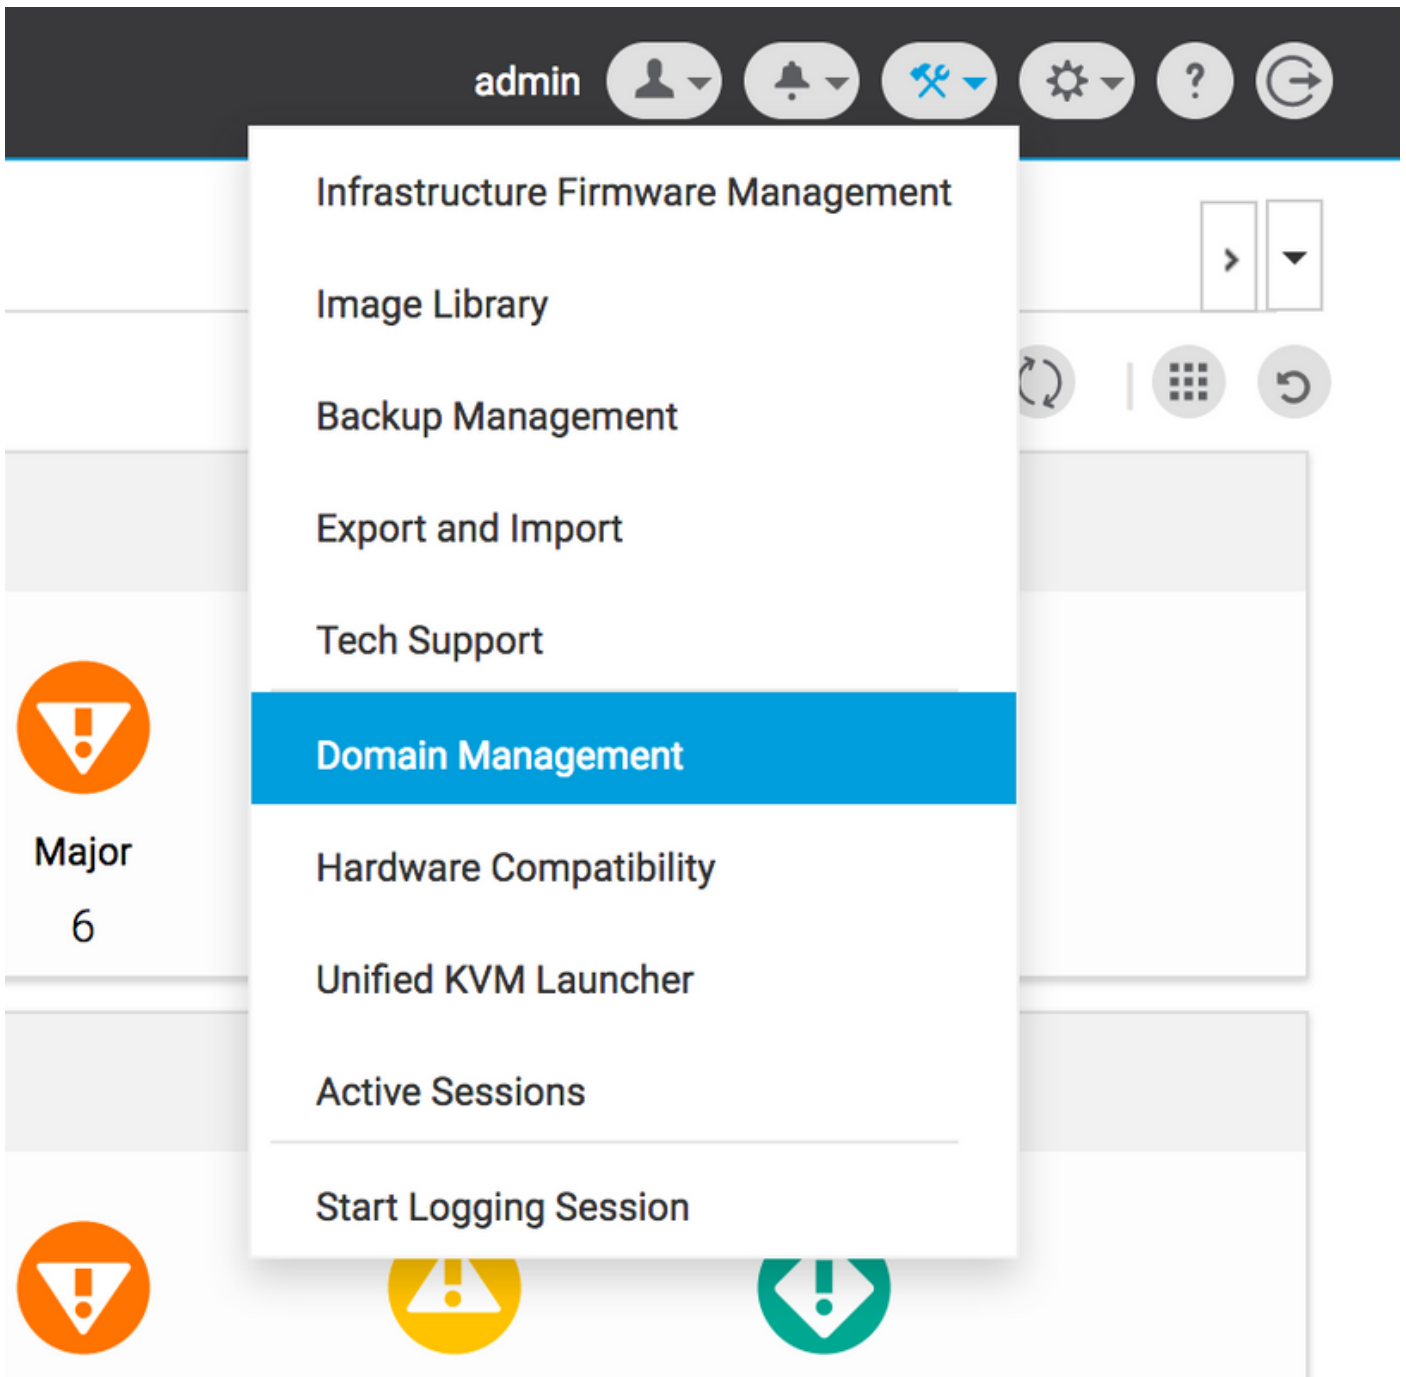 admin
?
Infrastructure Firmware Management
Image Library
Backup Management
Export and Import
Tech Support
Domain Management
Hardware Compatibility
Unified KVM Launcher
Active Sessions
Start Logging Session
Major
6